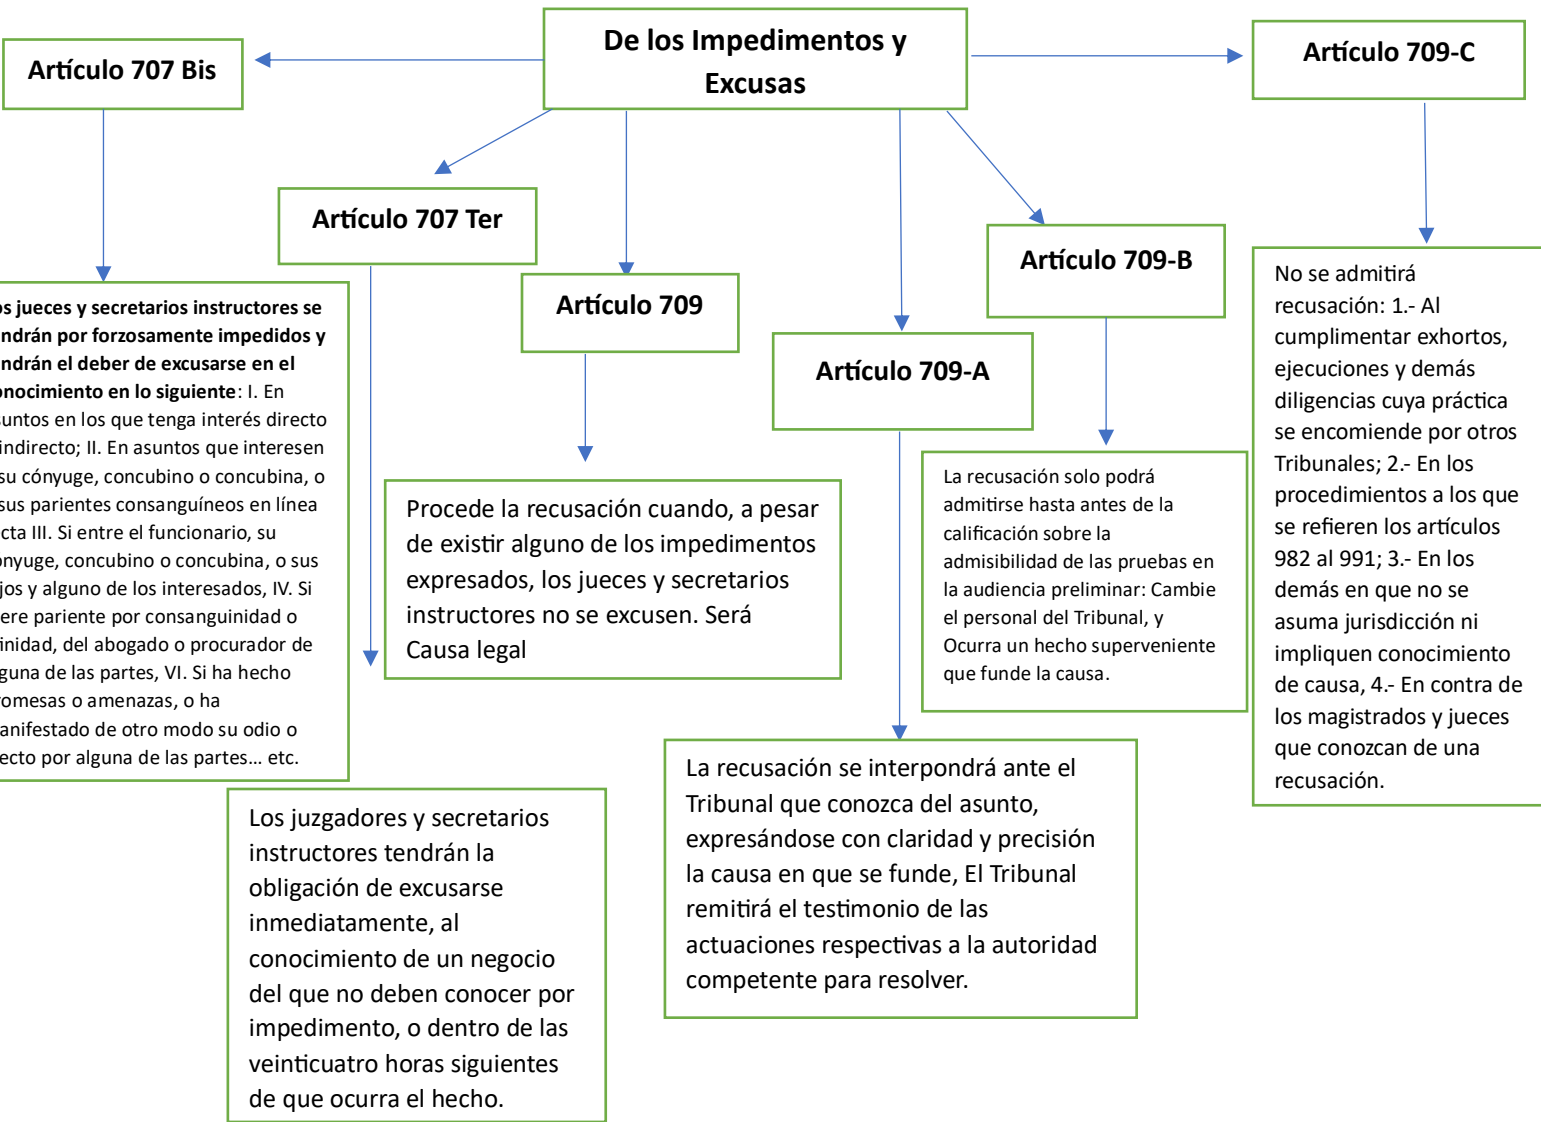 De los Impedimentos y
Excusas
Artículo 707 Bis
os jueces y secretarios instructores se
ndrán por forzosamente impedidos y
ndrán el deber de excusarse en el
onocimiento en lo siguiente: I. En
suntos en los que tenga interés directo
indirecto; II. En asuntos que interesen
su cónyuge, concubino o concubina, o
sus parientes consanguíneos en línea
cta III. Si entre el funcionario, su
ónyuge, concubino o concubina, o sus
jos y alguno de los interesados, IV. Si
ere pariente por consanguinidad o
finidad, del abogado o procurador de
guna de las partes, VI. Si ha hecho
romesas o amenazas, o ha
anifestado de otro modo su odio o
ecto por alguna de las partes... etc.
Artículo 707 Ter
Los juzgadores y secretarios
instructores tendrán la
obligación de excusarse
inmediatamente, al
conocimiento de un negocio
del que no deben conocer por
impedimento, o dentro de las
veinticuatro horas siguientes
de que ocurra el hecho.
Artículo 709
Procede la recusación cuando, a pesar
de existir alguno de los impedimentos
expresados, los jueces y secretarios
instructores no se excusen. Será
Causa legal
Artículo 709-A
La recusación se interpondrá ante el
Tribunal que conozca del asunto,
expresándose con claridad y precisión
la causa en que se funde, El Tribunal
remitirá el testimonio de las
actuaciones respectivas a la autoridad
competente para resolver.
Artículo 709-B
La recusación solo podrá
admitirse hasta antes de la
calificación sobre la
admisibilidad de las pruebas en
la audiencia preliminar: Cambie
el personal del Tribunal, y
Ocurra un hecho superveniente
que funde la causa.
Artículo 709-C
No se admitirá
recusación: 1.- Al
cumplimentar exhortos,
ejecuciones y demás
diligencias cuya práctica
se encomiende por otros
Tribunales; 2.- En los
procedimientos a los que
se refieren los artículos
982 al 991; 3.- En los
demás en que no se
asuma jurisdicción ni
impliquen conocimiento
de causa, 4.- En contra de
los magistrados y jueces
que conozcan de una
recusación.